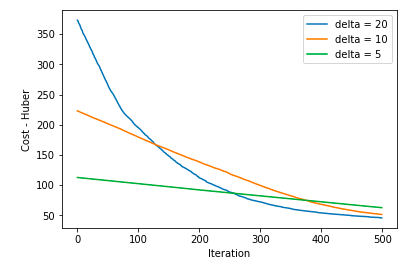 delta = 20
delta = 10
delta = 5
Cost - Huber
350
300
250
200
150
100
50
0 100 200 300 400 500
Iteration